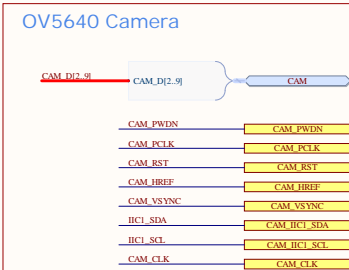 OV5640 Camera
CAM_D[2..9] CAM_D[2..9] CAM
CAM_PWDN CAM_PWDN
CAM_PCLK CAM_PCLK
CAM_RST CAM_RST
CAM_HREF CAM_HREF
CAM_VSYNC CAM_VSYNC
IIC1_SDA CAM_IIC1_SDA
IIC1_SCL CAM_IIC1_SCL
CAM_CLK CAM_CLK